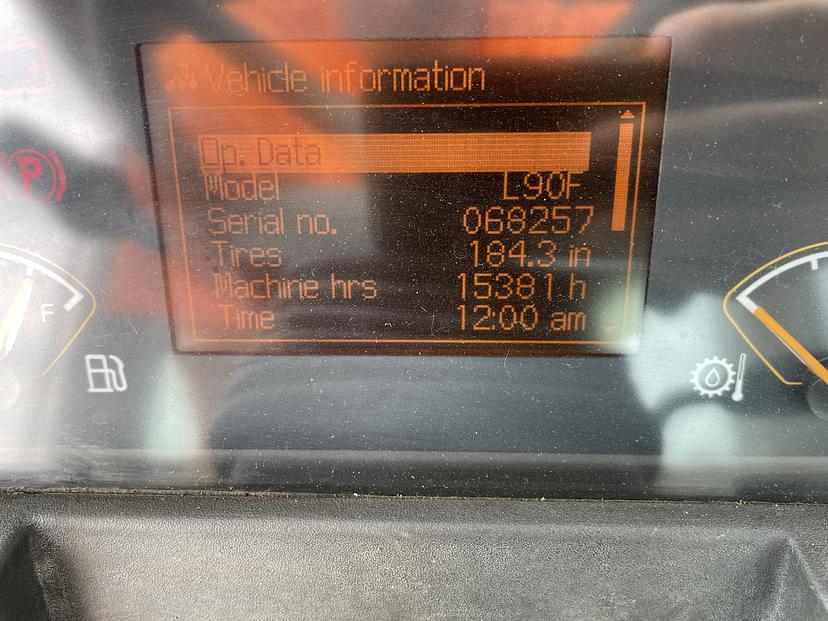 Vehicle information
Op. Data
Model L90F
Serial no. 068257
Tires 184.3 in
Machine hrs 15381 h
Time 12:00 am
P
F